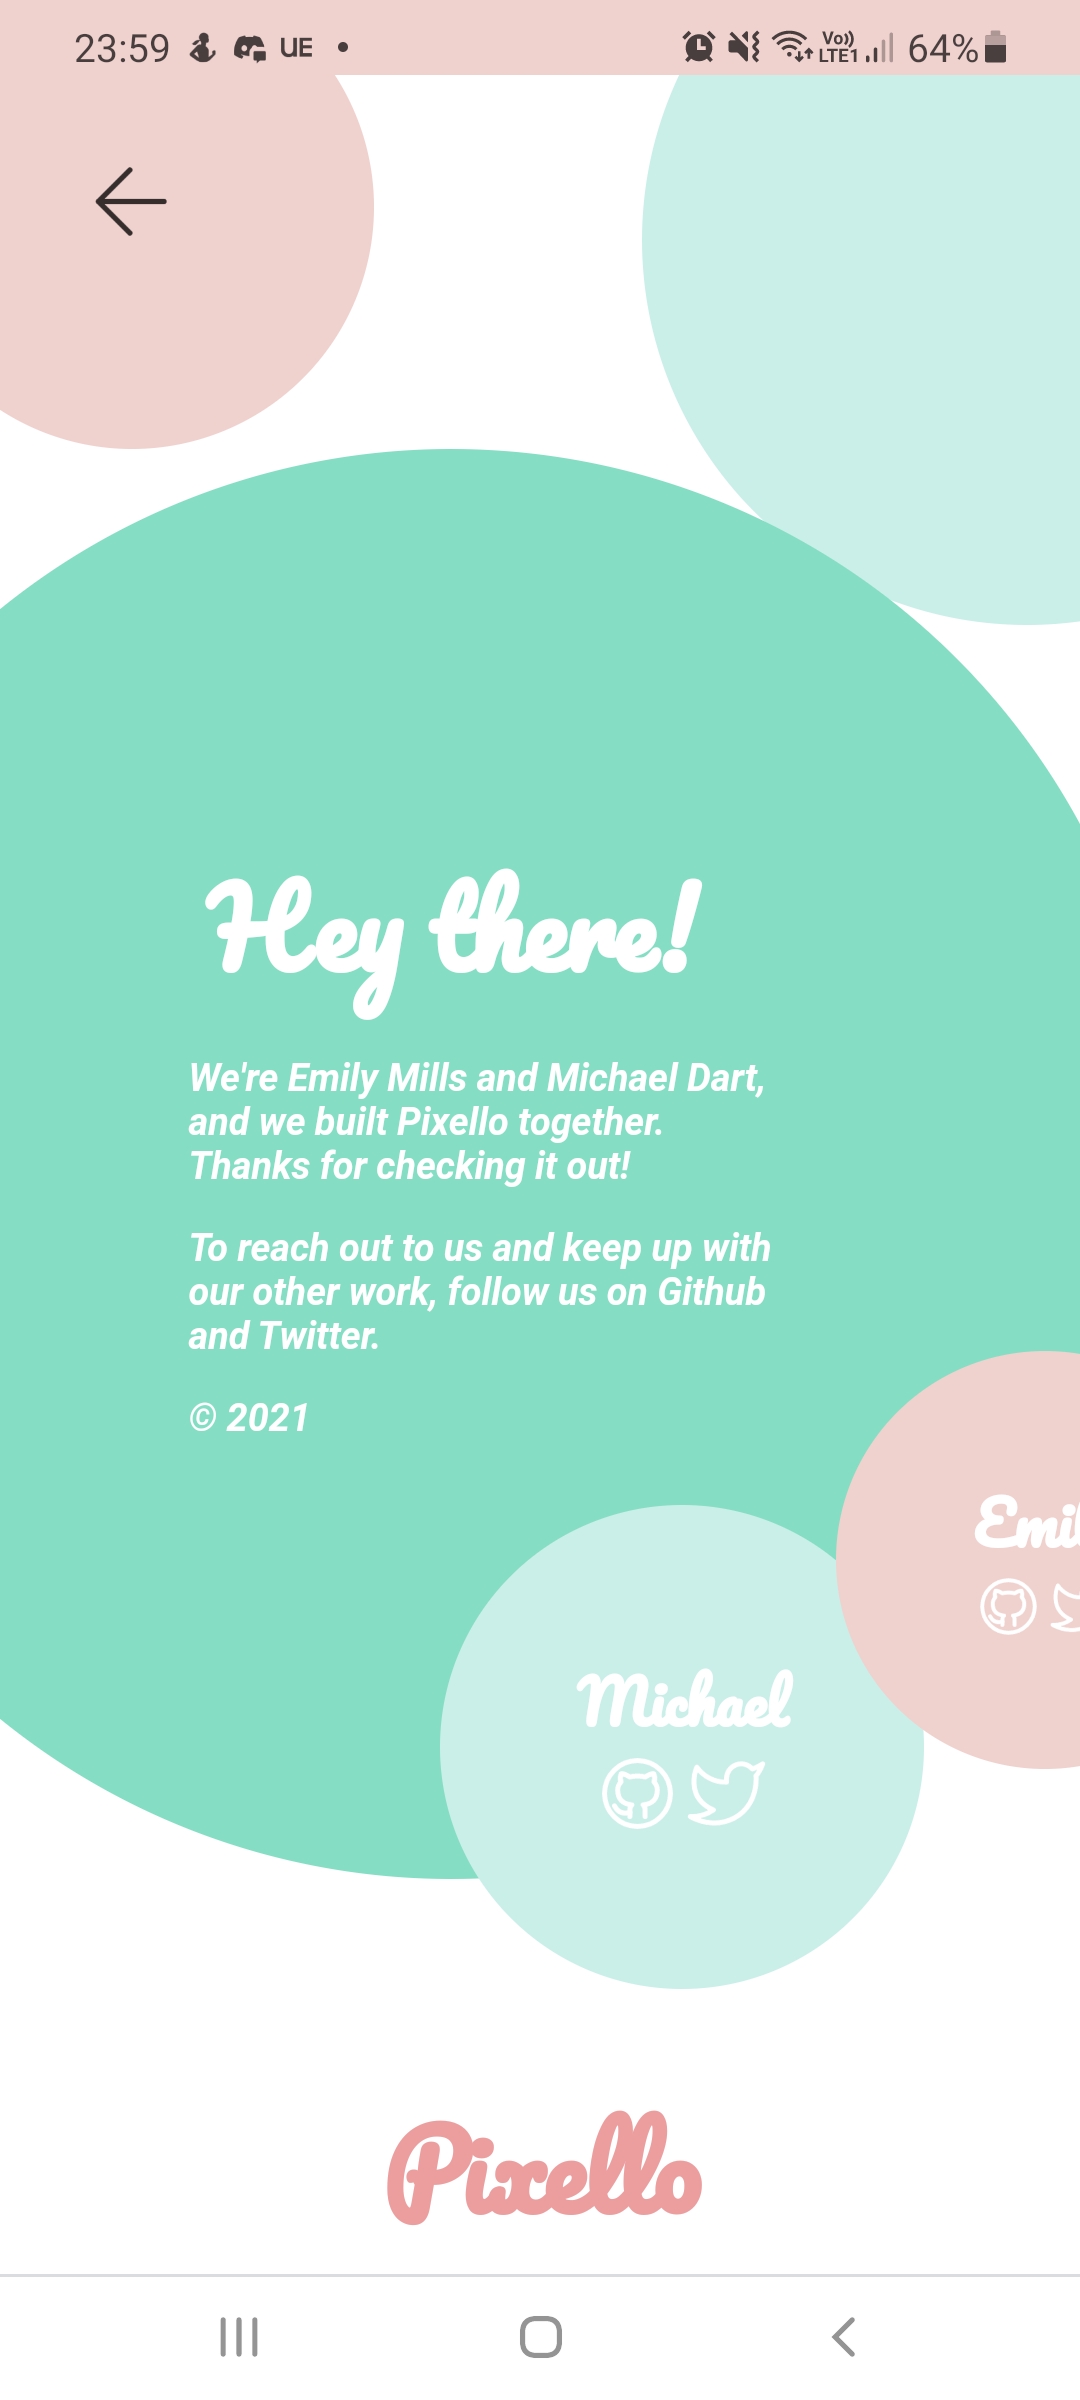 23:59 UE
Vo)) LTE1 64%
Hey there!
We're Emily Mills and Michael Dart,
and we built Pixello together.
Thanks for checking it out!
To reach out to us and keep up with
our other work, follow us on Github
and Twitter.
© 2021
Emil
Michael
Pixello